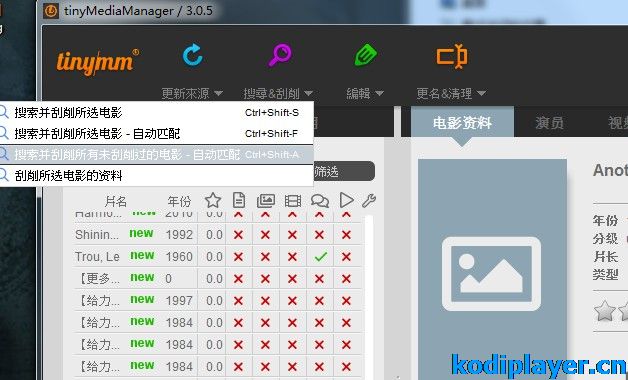 tinyMediaManager / 3.0.5
tinymm®
更新來源
搜尋&刮削
編輯
更名&清理
搜索并刮削所选电影 Ctrl+Shift-S
搜索并刮削所选电影 - 自动匹配 Ctrl+Shift-F
搜索并刮削所有未刮削过的电影 - 自动匹配 Ctrl+Shift-A
刮削所选电影的资料
筛选
电影资料
演员
视
片名 年份
Harmo... new 2010 0.0
Shinin... new 1992 0.0
Trou, Le new 1960 0.0
【更多... new 0 0.0
【给力... new 1997 0.0
【给力... new 1984 0.0
【给力... new 1984 0.0
【给力... new 1984 0.0
Anot
年份
分级
片长
类型
kodiplayer.cn